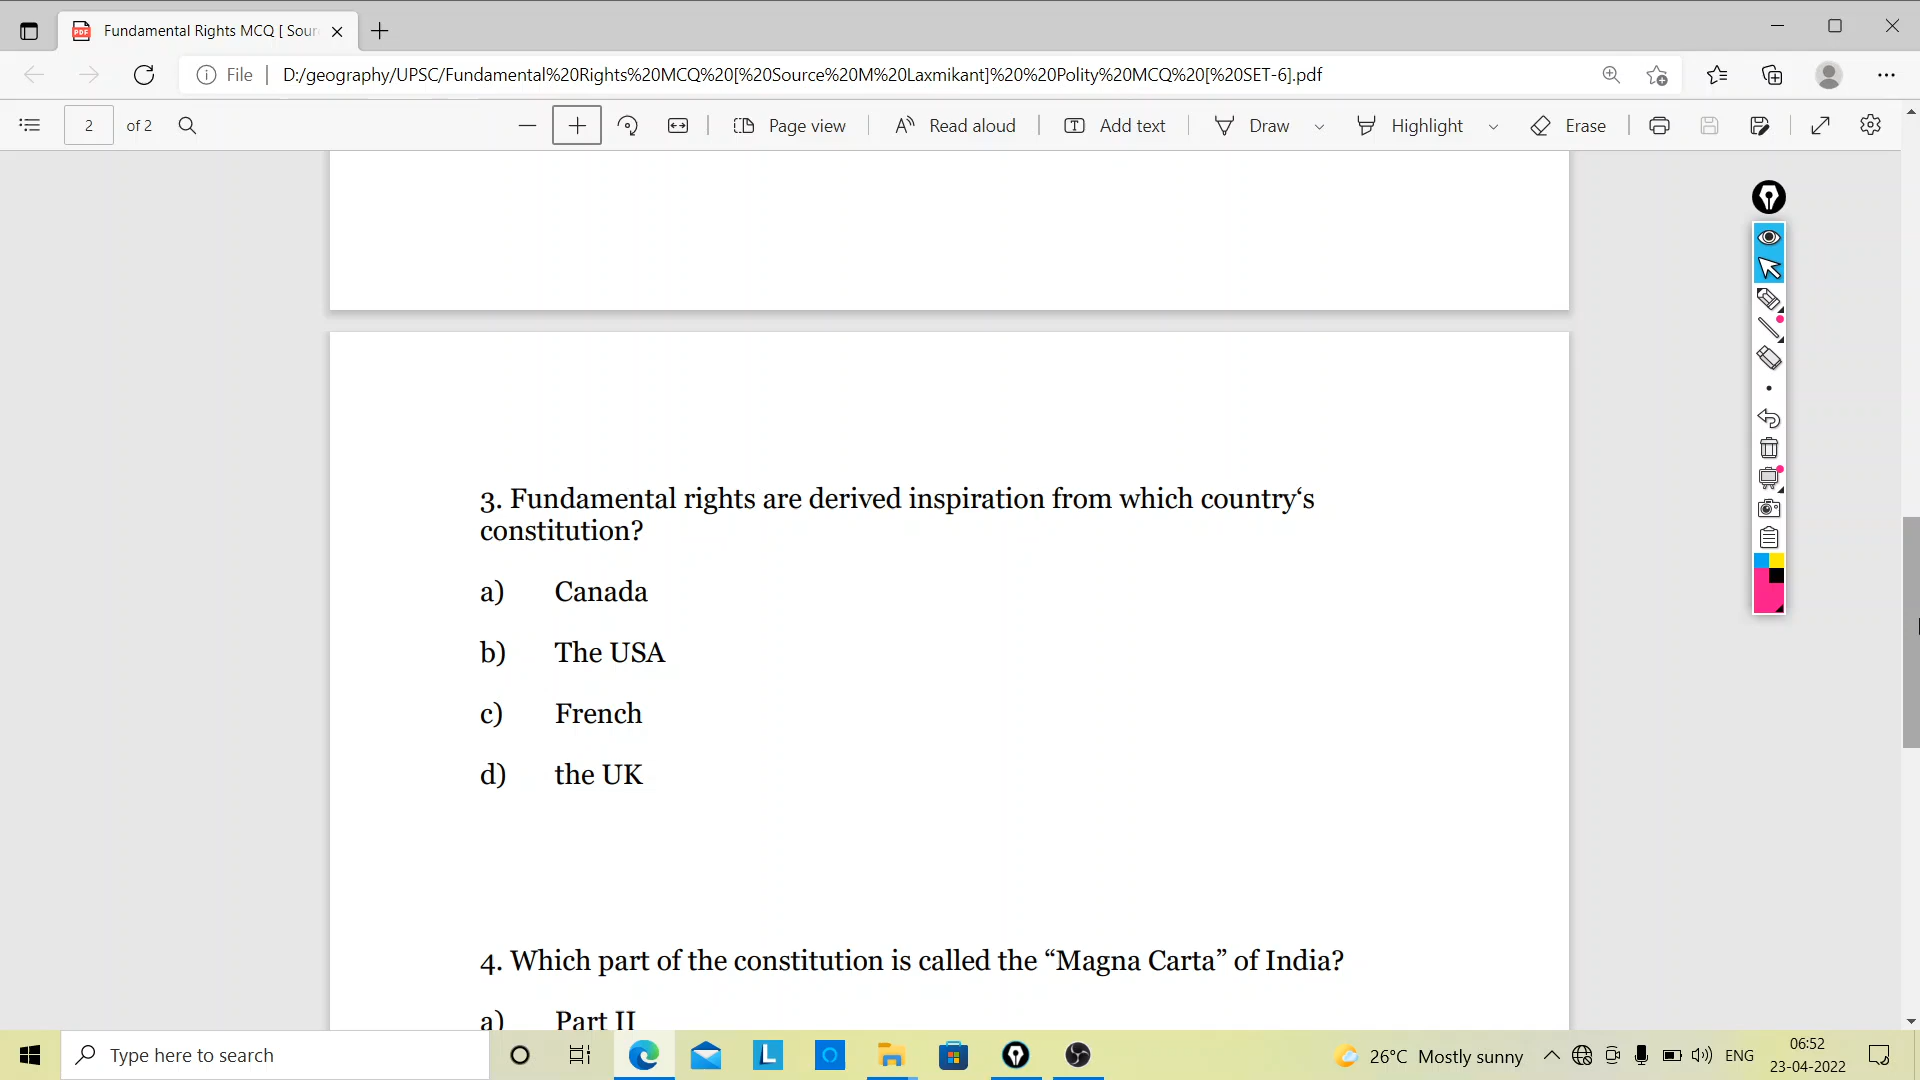 Fundamental Rights MCQ [ Sour
File
D:/geography/UPSC/Fundamental%20Rights%20MCQ%20[%20Source%20M%20Laxmikant]%20%20Polity%20MCQ%20[%20SET-6].pdf
2 of 2
Page view
Read aloud
Add text
Draw
Highlight
Erase
3. Fundamental rights are derived inspiration from which country‘s
constitution?
a) Canada
b) The USA
c) French
d) the UK
4. Which part of the constitution is called the “Magna Carta” of India?
a) Part II
Type here to search
26°C Mostly sunny
ENG
06:52
23-04-2022